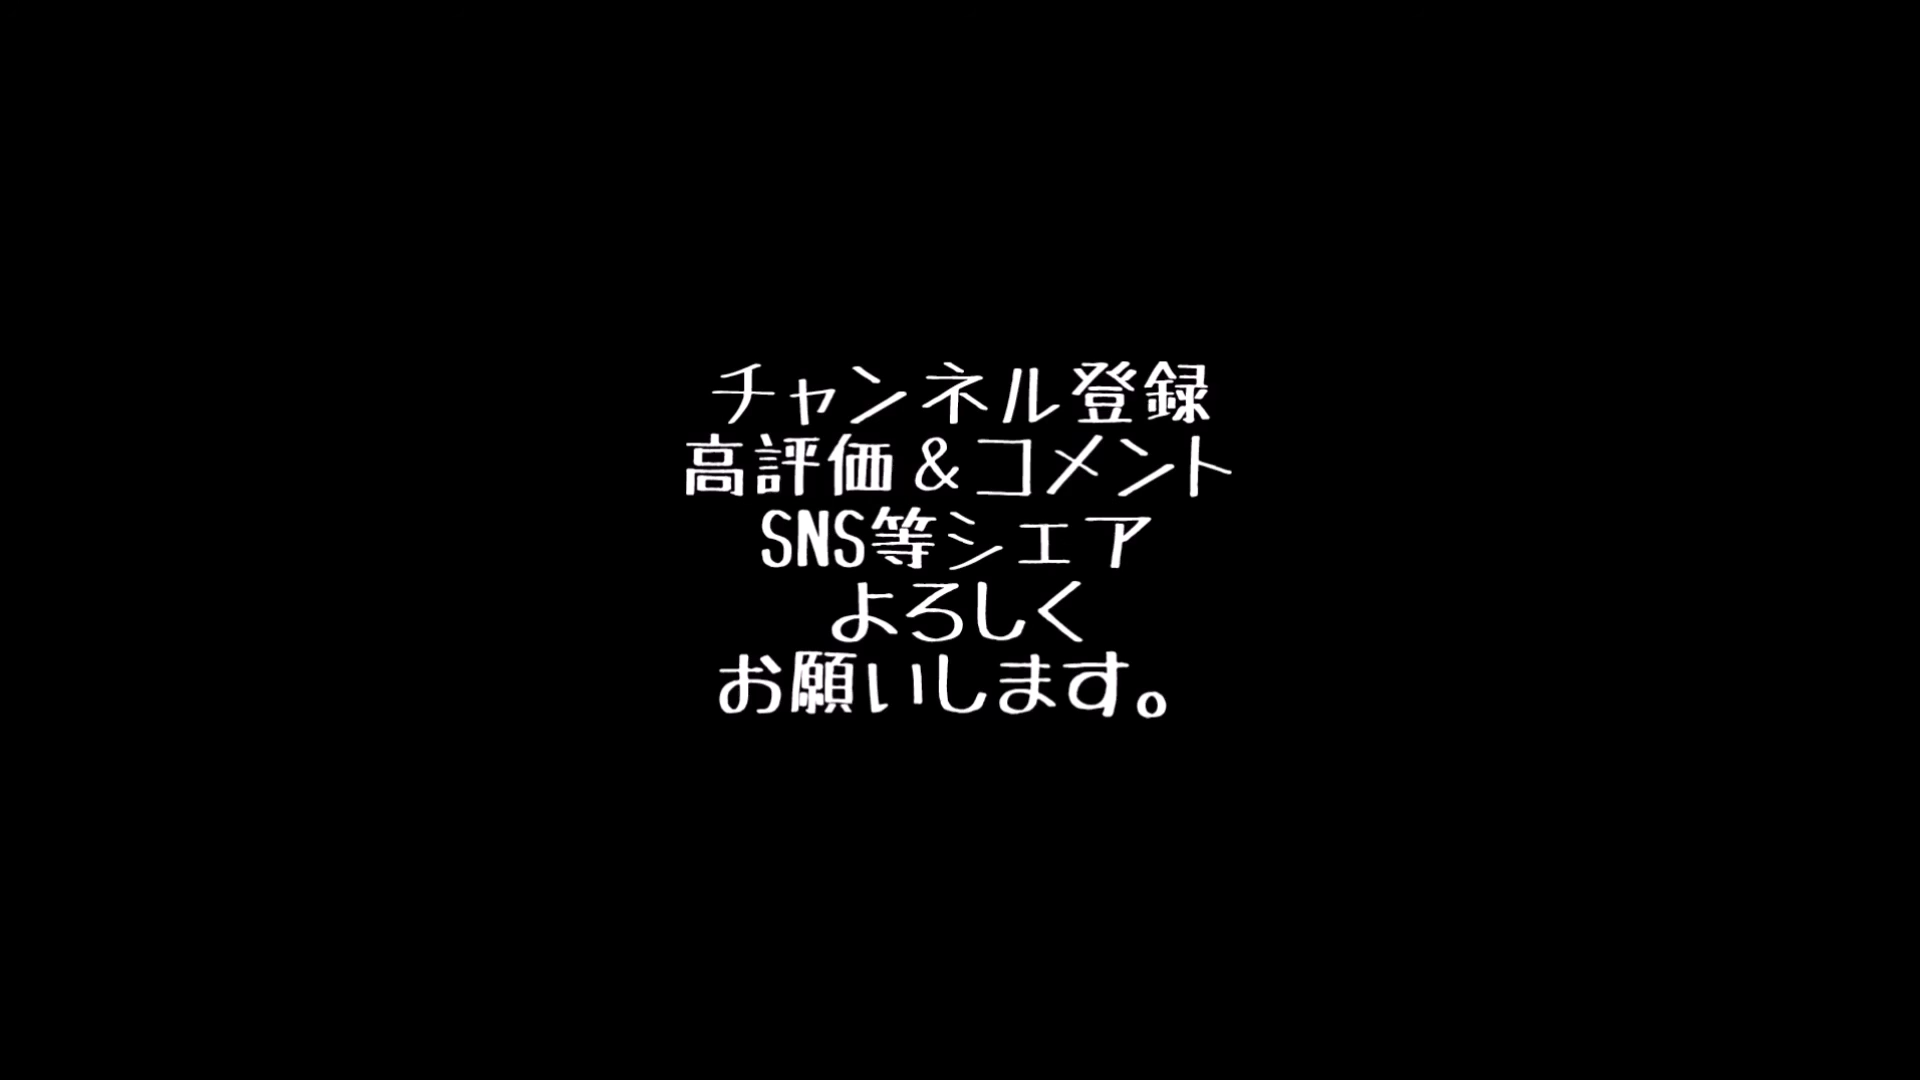 チャンネル登録
高評価＆コメント
SNS等シェア
よろしく
お願いします。